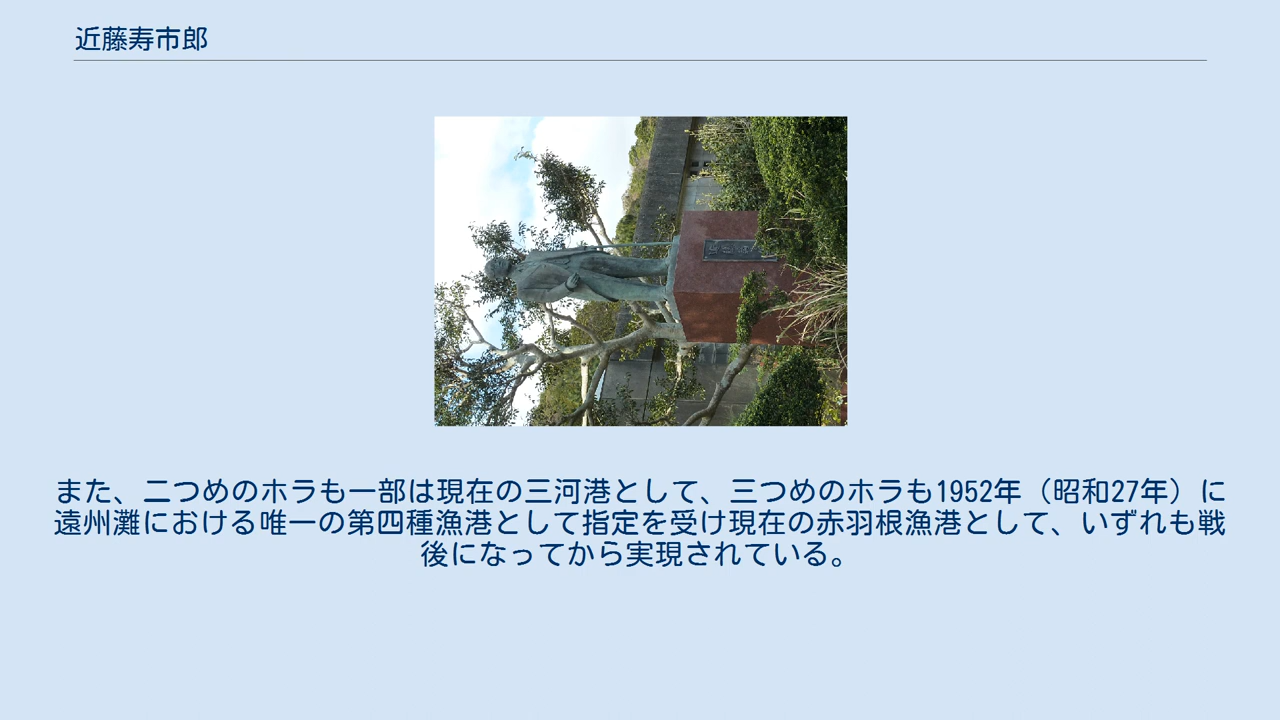 近藤寿市郎
また、二つめのホラも一部は現在の三河港として、三つめのホラも1952年（昭和27年）に
遠州灘における唯一の第四種漁港として指定を受け現在の赤羽根漁港として、いずれも戦
後になってから実現されている。